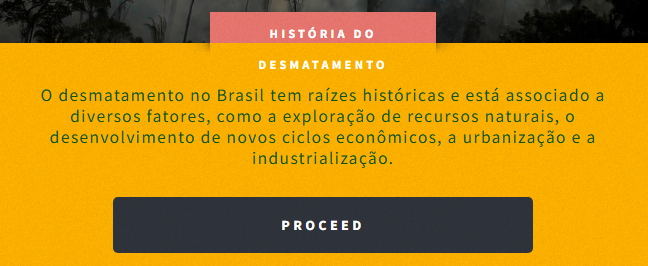 HISTÓRIA DO
DESMATAMENTO
O desmatamento no Brasil tem raízes históricas e está associado a
diversos fatores, como a exploração de recursos naturais, o
desenvolvimento de novos ciclos econômicos, a urbanização e a
industrialização.
PROCEED